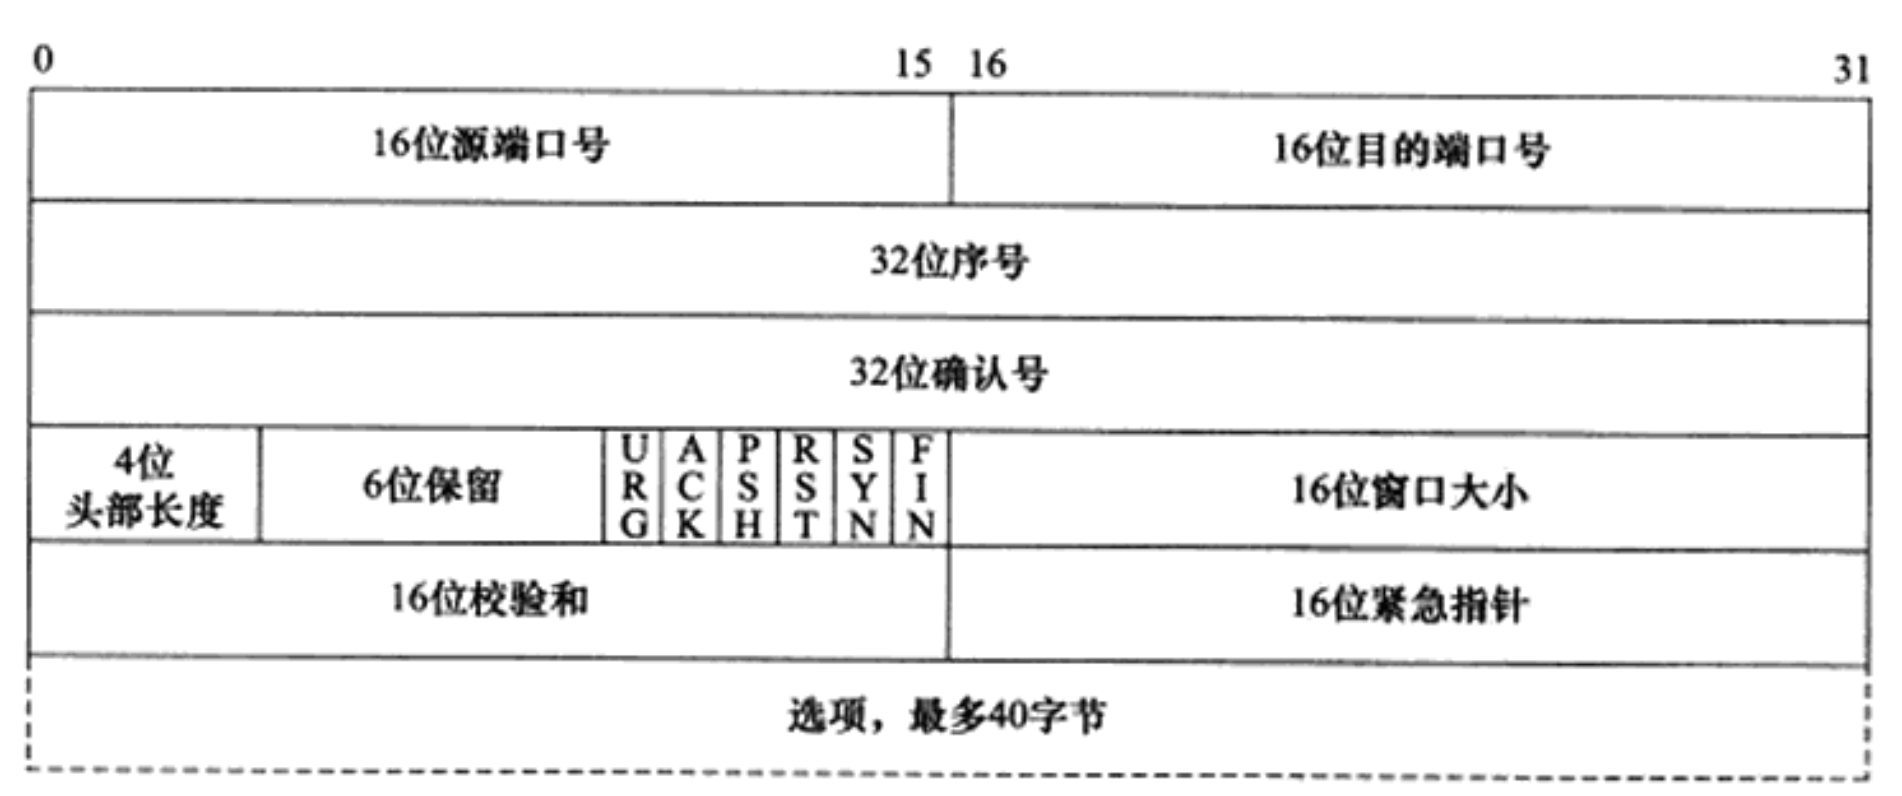 0 15 16 31
16位源端口号 16位目的端口号
32位序号
32位确认号
4位
头部长度
6位保留
URG
ACK
PSH
RST
SYN
FIN
16位窗口大小
16位校验和 16位紧急指针
选项，最多40字节